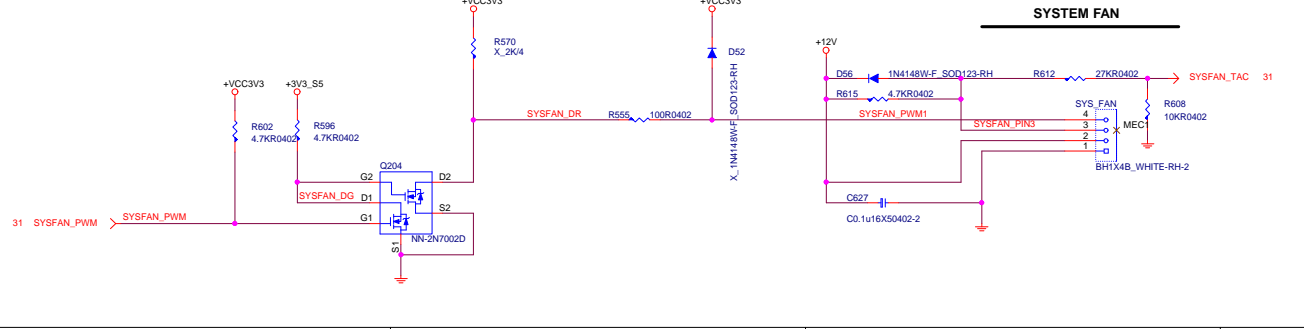 SYSTEM FAN
+VCC3V3
+VCC3V3
R570
X_2K/4
D52
X_1N4148W-F_SOD123-RH
+12V
D56
1N4148W-F_SOD123-RH
R612
27KR0402
SYSFAN_TAC 31
+VCC3V3
+3V3_S5
R615
4.7KR0402
SYS_FAN
R608
10KR0402
SYSFAN_DR
R555
100R0402
SYSFAN_PWM1
4
SYSFAN_PIN3
3
MEC1
R602
4.7KR0402
R596
4.7KR0402
2
1
BH1X4B_WHITE-RH-2
Q204
G2
D2
SYSFAN_DG
D1
S2
C627
C0.1u16X50402-2
31 SYSFAN_PWM
SYSFAN_PWM
G1
NN-2N7002D
S1